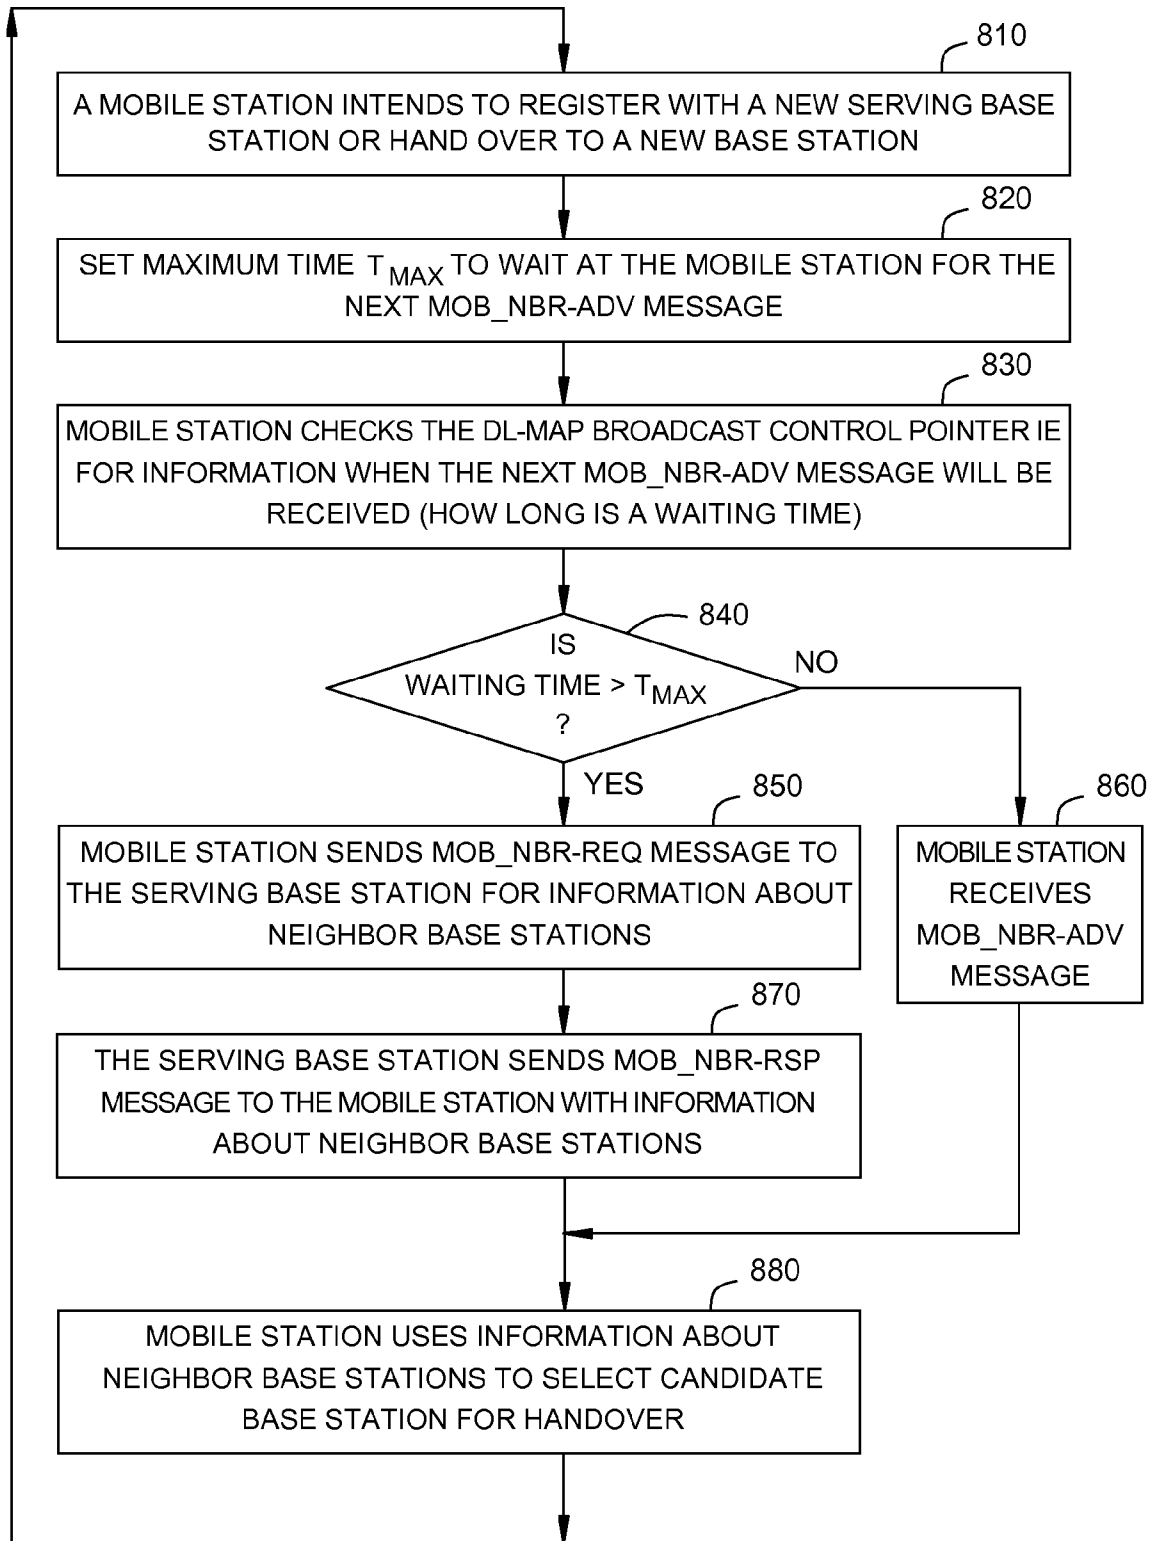 810
A MOBILE STATION INTENDS TO REGISTER WITH A NEW SERVING BASE
STATION OR HAND OVER TO A NEW BASE STATION
820
SET MAXIMUM TIME TMAX TO WAIT AT THE MOBILE STATION FOR THE
NEXT MOB_NBR-ADV MESSAGE
830
MOBILE STATION CHECKS THE DL-MAP BROADCAST CONTROL POINTER IE
FOR INFORMATION WHEN THE NEXT MOB_NBR-ADV MESSAGE WILL BE
RECEIVED (HOW LONG IS A WAITING TIME)
840
IS
WAITING TIME > TMAX
?
NO
YES
850
MOBILE STATION SENDS MOB_NBR-REQ MESSAGE TO
THE SERVING BASE STATION FOR INFORMATION ABOUT
NEIGHBOR BASE STATIONS
860
MOBILE STATION
RECEIVES
MOB_NBR-ADV
MESSAGE
870
THE SERVING BASE STATION SENDS MOB_NBR-RSP
MESSAGE TO THE MOBILE STATION WITH INFORMATION
ABOUT NEIGHBOR BASE STATIONS
880
MOBILE STATION USES INFORMATION ABOUT
NEIGHBOR BASE STATIONS TO SELECT CANDIDATE
BASE STATION FOR HANDOVER